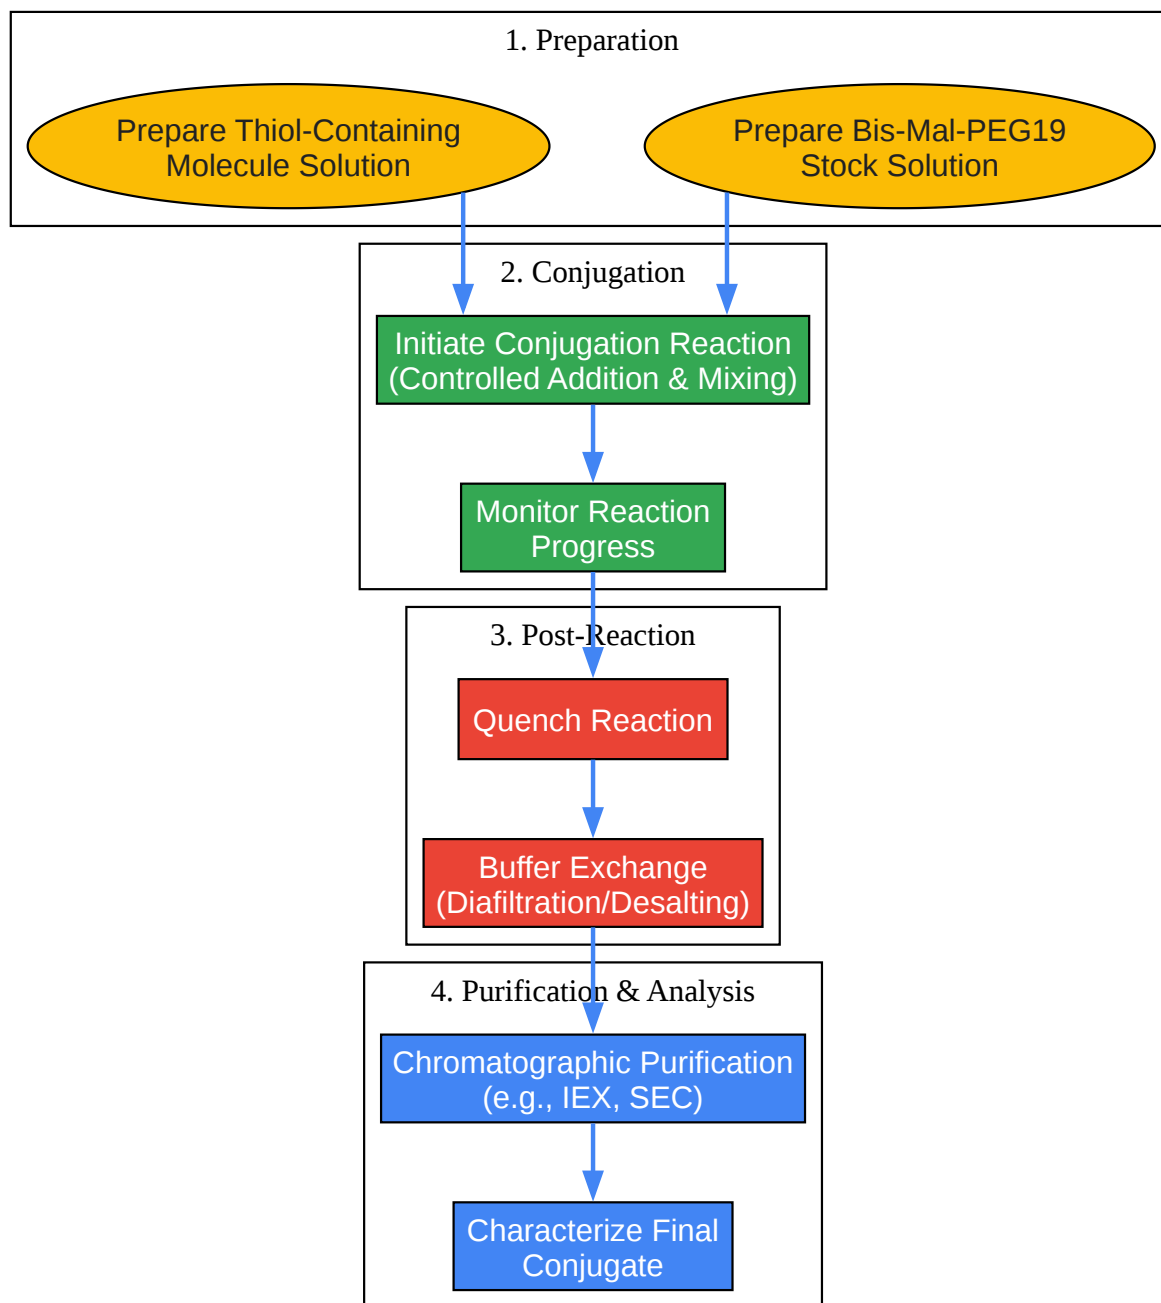 1. Preparation
Prepare Thiol-Containing
Molecule Solution
Prepare Bis-Mal-PEG19
Stock Solution
2. Conjugation
Initiate Conjugation Reaction
(Controlled Addition & Mixing)
Monitor Reaction
Progress
3. Post-Reaction
Quench Reaction
Buffer Exchange
(Diafiltration/Desalting)
4. Purification & Analysis
Chromatographic Purification
(e.g., IEX, SEC)
Characterize Final
Conjugate